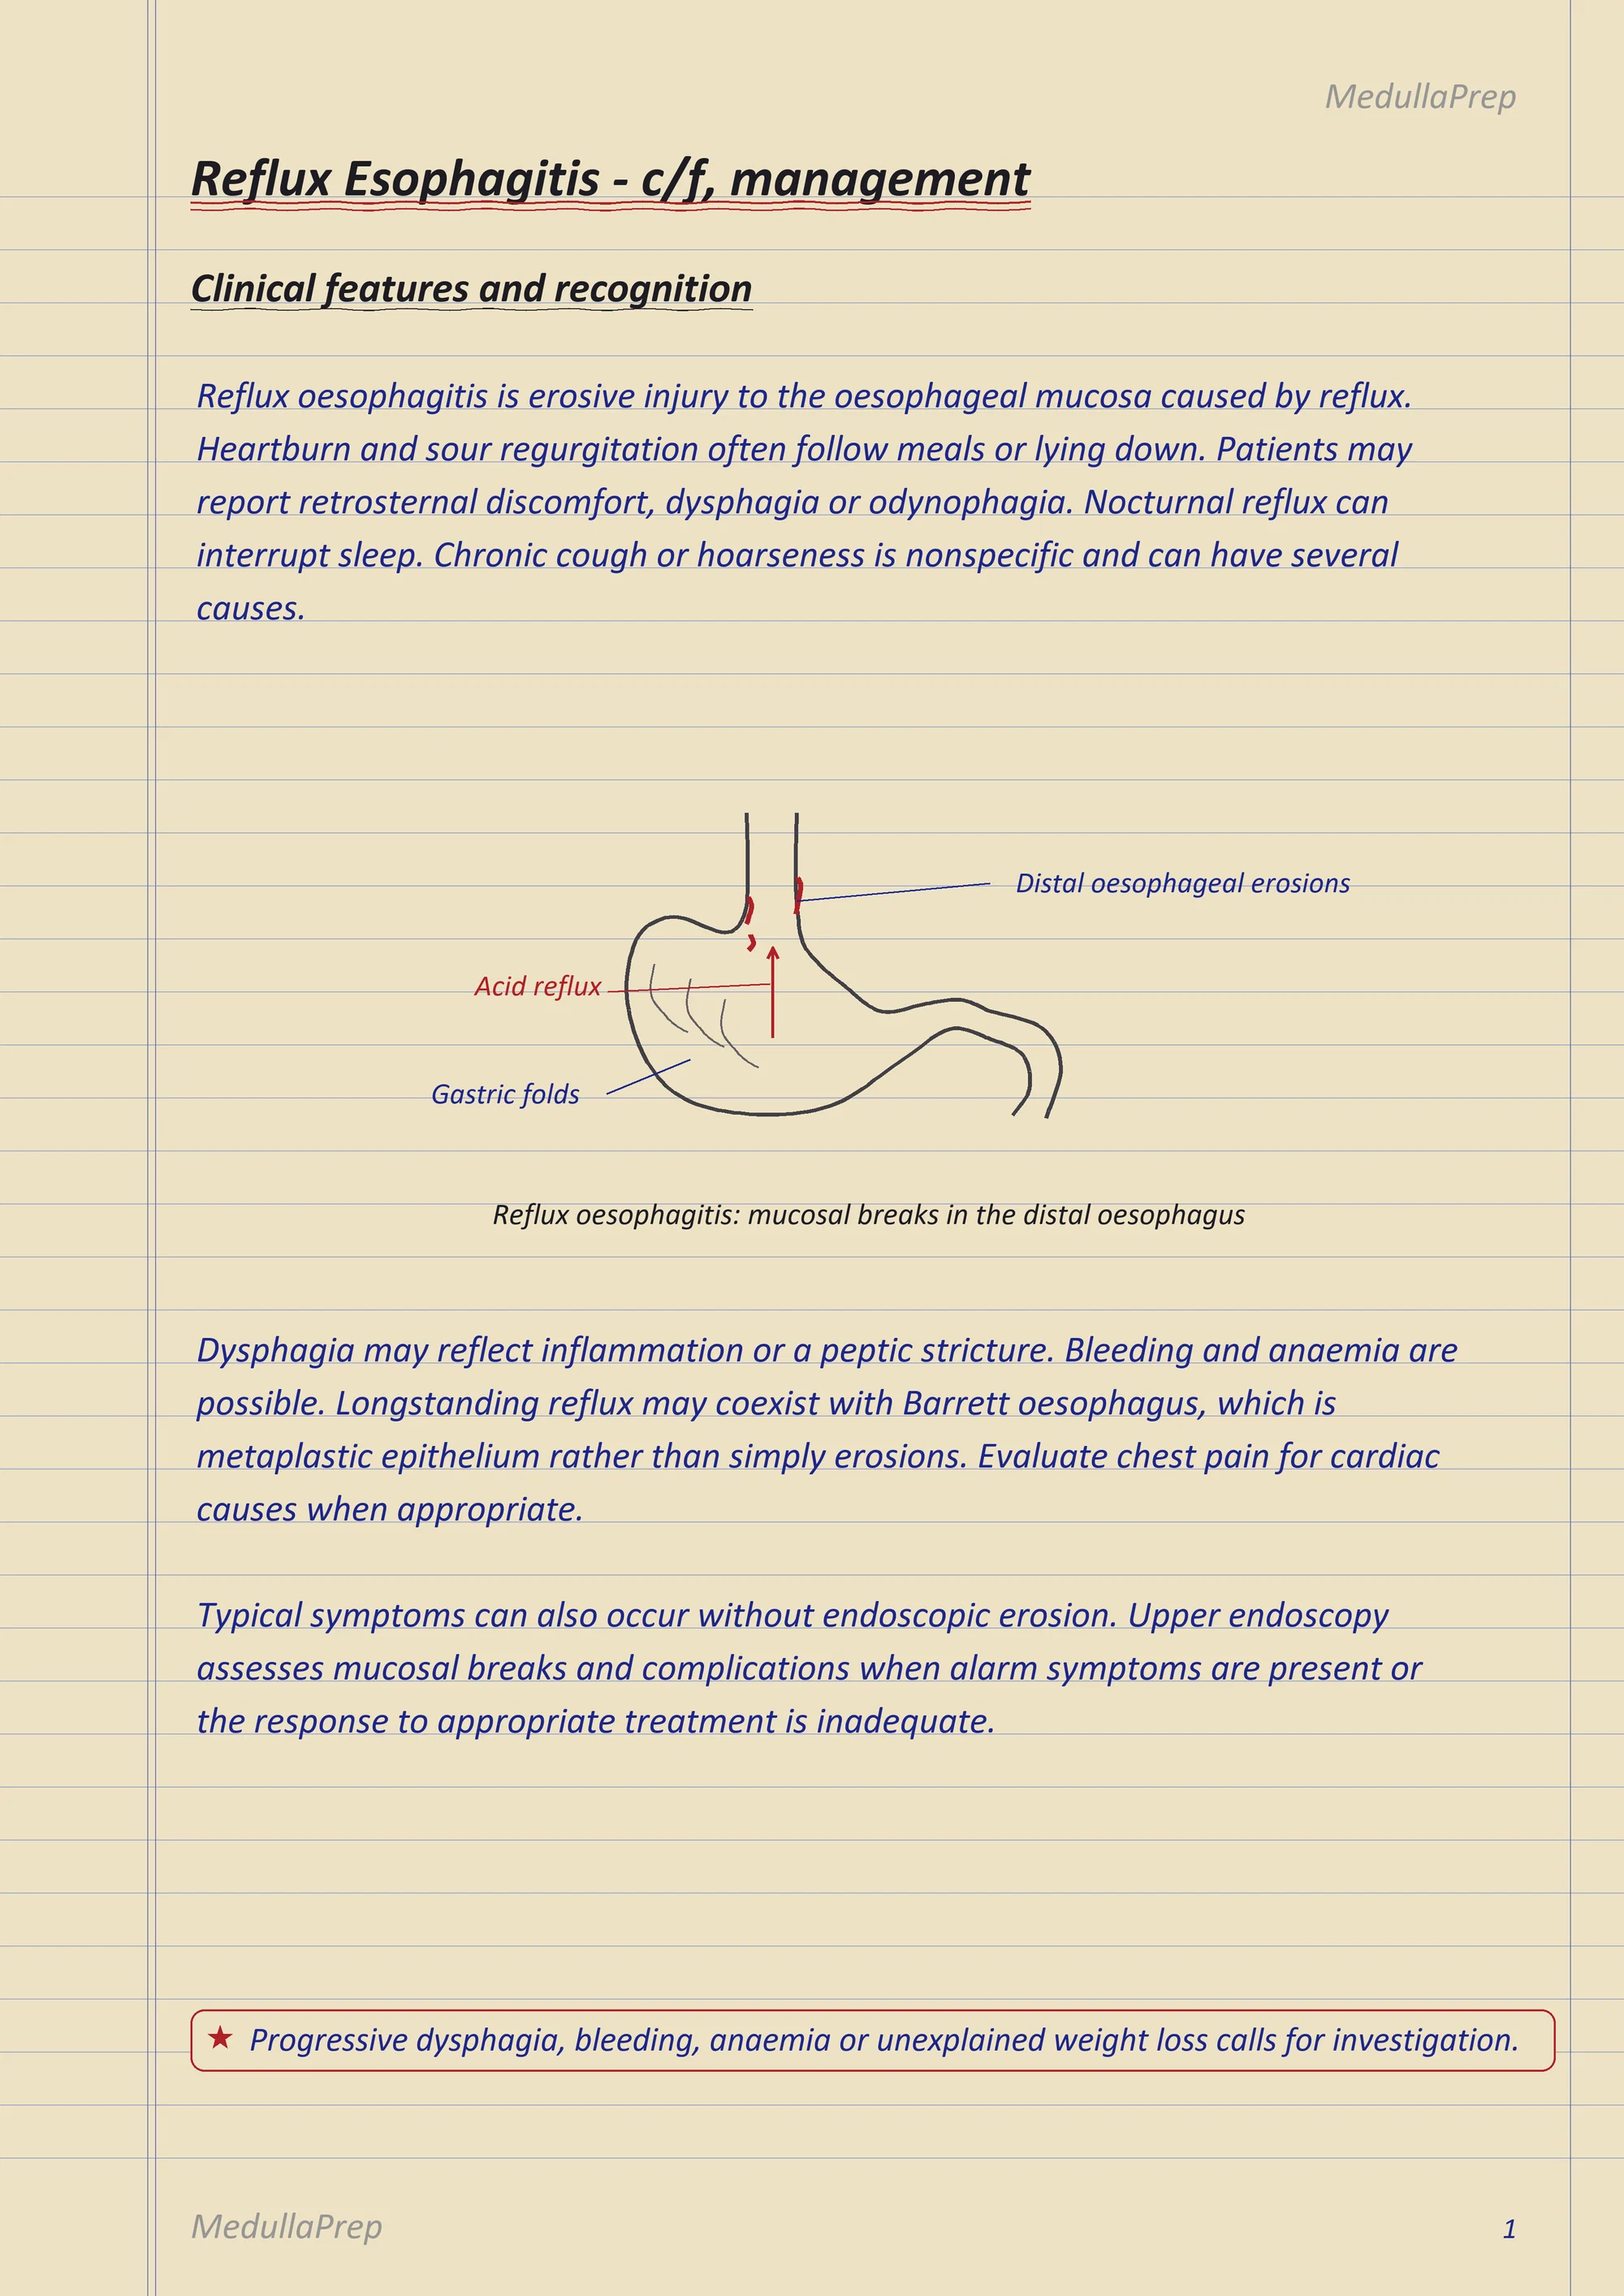 MedullaPrep
Reflux Esophagitis - c/f, management
Clinical features and recognition
Reflux oesophagitis is erosive injury to the oesophageal mucosa caused by reflux.
Heartburn and sour regurgitation often follow meals or lying down. Patients may
report retrosternal discomfort, dysphagia or odynophagia. Nocturnal reflux can
interrupt sleep. Chronic cough or hoarseness is nonspecific and can have several
causes.
Distal oesophageal erosions
Acid reflux
Gastric folds
Reflux oesophagitis: mucosal breaks in the distal oesophagus
Dysphagia may reflect inflammation or a peptic stricture. Bleeding and anaemia are
possible. Longstanding reflux may coexist with Barrett oesophagus, which is
metaplastic epithelium rather than simply erosions. Evaluate chest pain for cardiac
causes when appropriate.
Typical symptoms can also occur without endoscopic erosion. Upper endoscopy
assesses mucosal breaks and complications when alarm symptoms are present or
the response to appropriate treatment is inadequate.
★ Progressive dysphagia, bleeding, anaemia or unexplained weight loss calls for investigation.
MedullaPrep
1